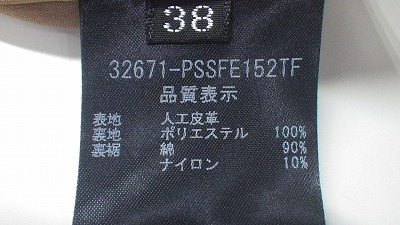 38
32671-PSSFE152TF
品質表示
表地 人工皮革
裏地 ポリエステル 100%
裏裾 綿 90%
ナイロン 10%